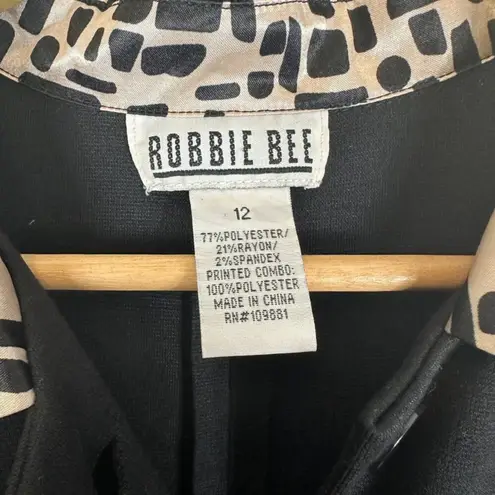 ROBBIE BEE
12
77%POLYESTER/
21%RAYON/
2%SPANDEX
PRINTED COMBO:
100%POLYESTER
MADE IN CHINA
RN#109881